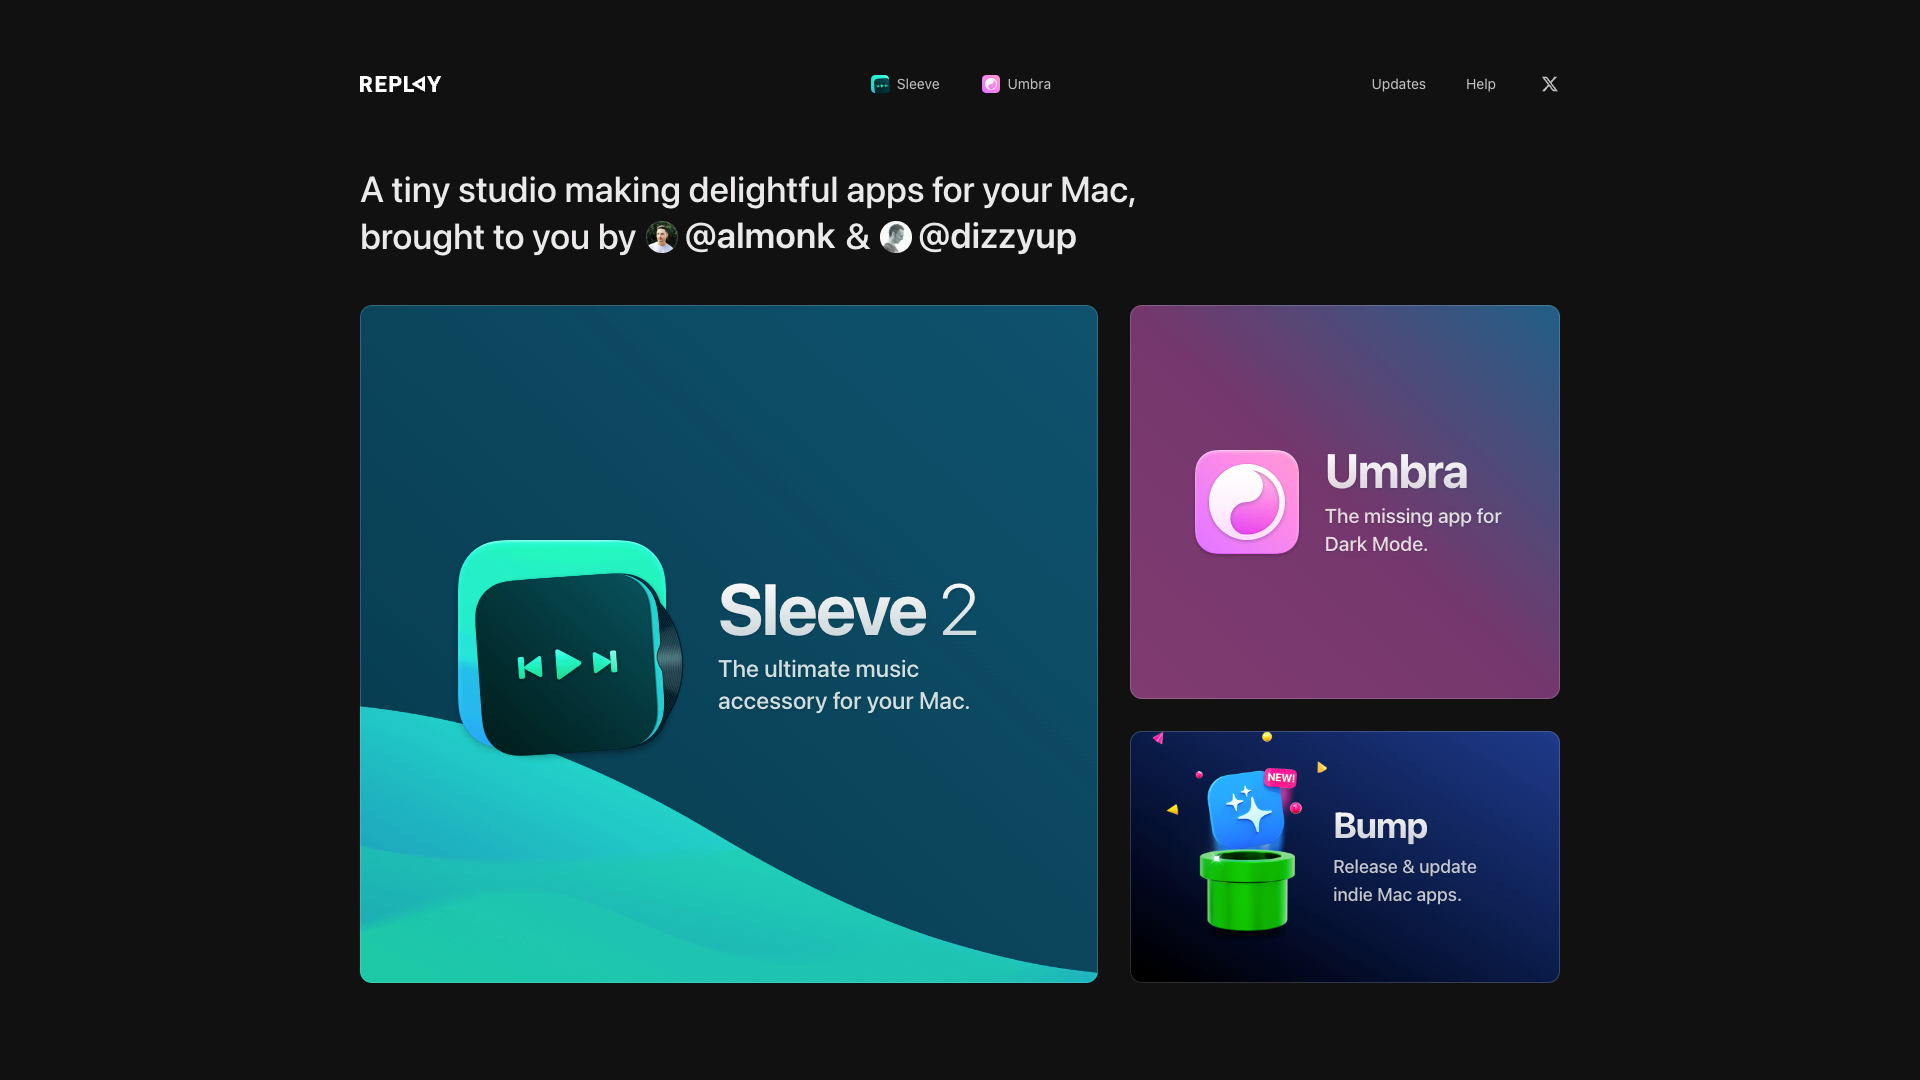 REPLAY
Sleeve
Umbra
Updates
Help
A tiny studio making delightful apps for your Mac,
brought to you by @almonk & @dizzyup
Sleeve 2
The ultimate music
accessory for your Mac.
Umbra
The missing app for
Dark Mode.
NEW!
Bump
Release & update
indie Mac apps.